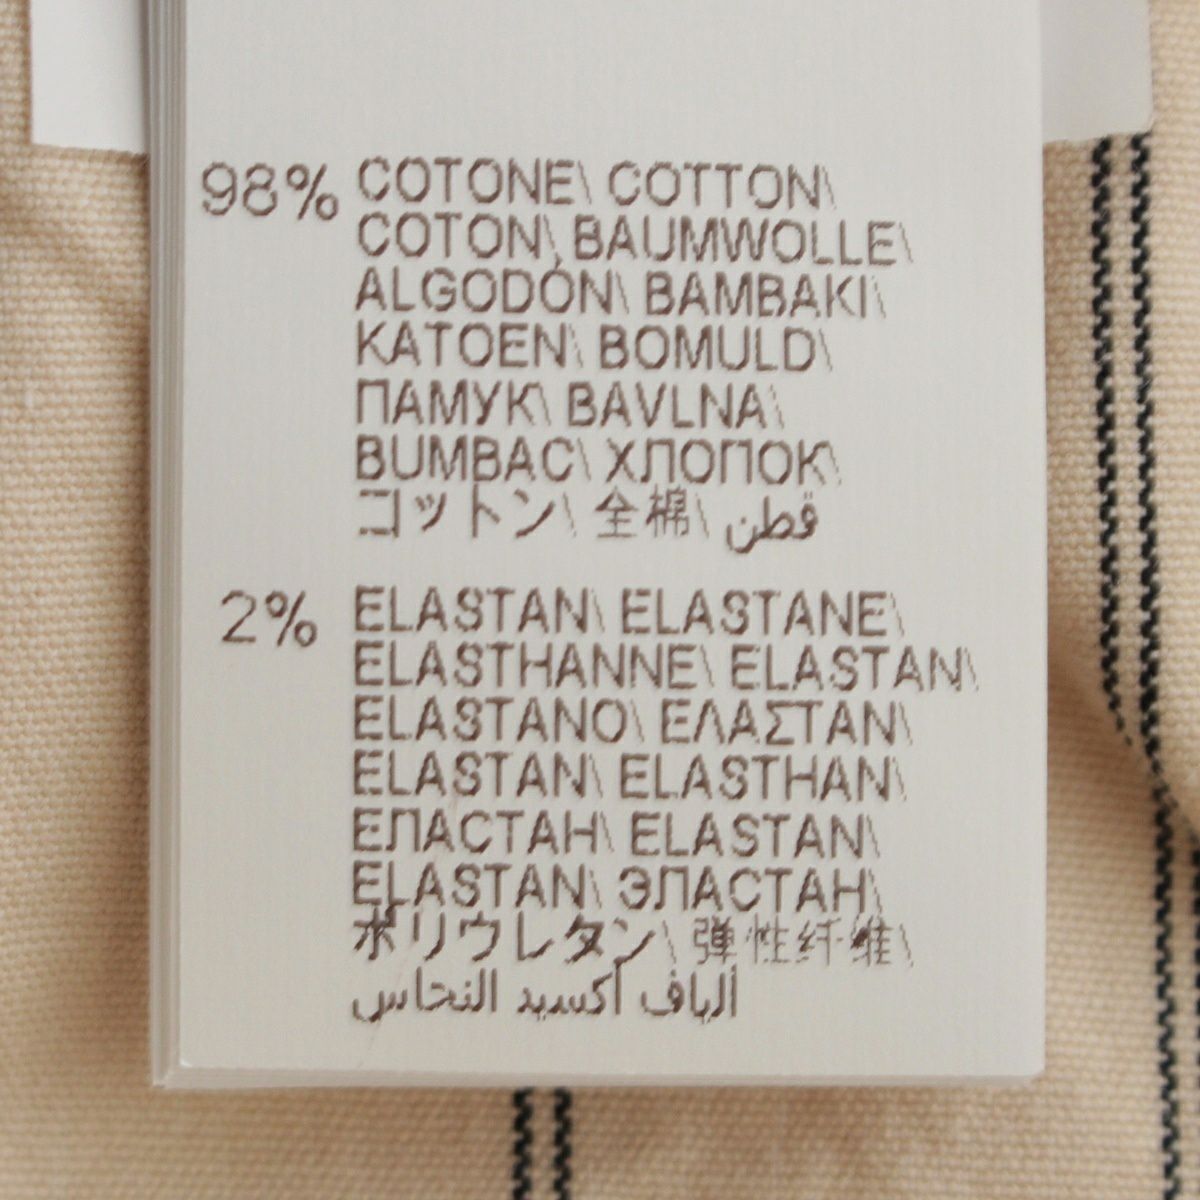 98% COTONE\ COTTON\
COTON\ BAUMWOLLE\
ALGODÓN\ BAMBAKI\
KATOEN\ BOMULD\
ПАМУК\ BAVLNA\
BUMBAC\ ХЛОПОК\
コットン\ 全棉\ قطن
2% ELASTAN\ ELASTANE\
ELASTHANNE\ ELASTAN\
ELASTANO\ ΕΛΑΣΤΑΝ\
ELASTAN\ ELASTHAN\
ЕЛАСТАН\ ELASTAN\
ELASTAN\ ЭЛАСТАН\
ポリウレタン\ 弹性纤维\
ألياف أكسيد النحاس